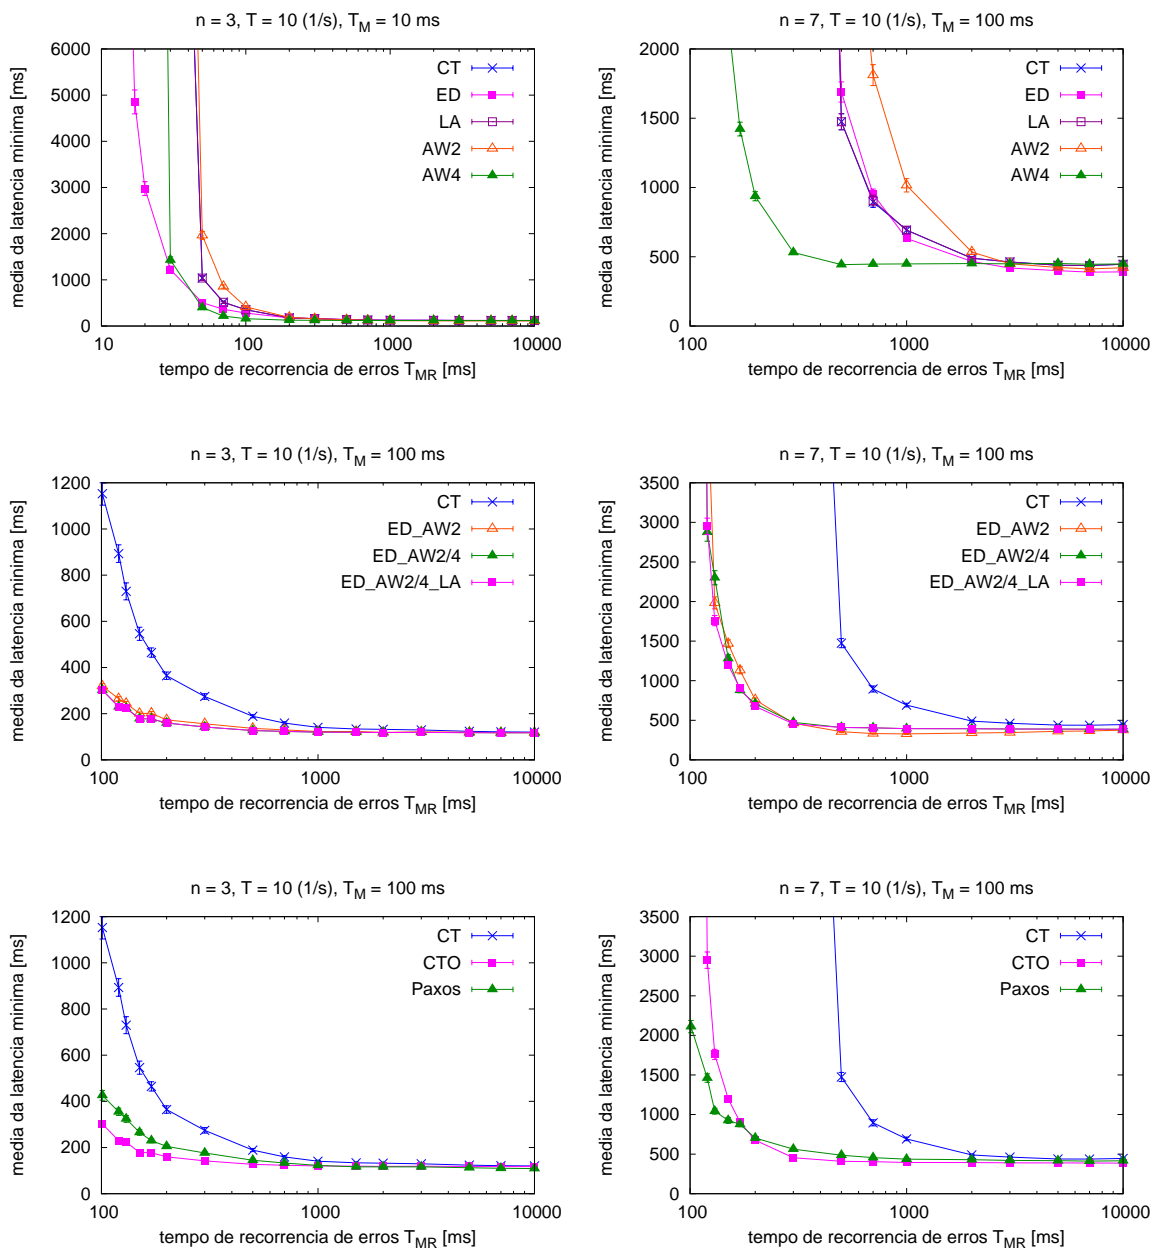 n = 3, T = 10 (1/s), T_M = 10 ms
media da latencia minima [ms]
6000
5000
4000
3000
2000
1000
0
CT
ED
LA
AW2
AW4
10 100 1000 10000
tempo de recorrencia de erros T_MR [ms]
n = 7, T = 10 (1/s), T_M = 100 ms
media da latencia minima [ms]
2000
1500
1000
500
0
CT
ED
LA
AW2
AW4
100 1000 10000
tempo de recorrencia de erros T_MR [ms]
n = 3, T = 10 (1/s), T_M = 100 ms
media da latencia minima [ms]
1200
1000
800
600
400
200
0
CT
ED_AW2
ED_AW2/4
ED_AW2/4_LA
100 1000 10000
tempo de recorrencia de erros T_MR [ms]
n = 7, T = 10 (1/s), T_M = 100 ms
media da latencia minima [ms]
3500
3000
2500
2000
1500
1000
500
0
CT
ED_AW2
ED_AW2/4
ED_AW2/4_LA
100 1000 10000
tempo de recorrencia de erros T_MR [ms]
n = 3, T = 10 (1/s), T_M = 100 ms
media da latencia minima [ms]
1200
1000
800
600
400
200
0
CT
CTO
Paxos
100 1000 10000
tempo de recorrencia de erros T_MR [ms]
n = 7, T = 10 (1/s), T_M = 100 ms
media da latencia minima [ms]
3500
3000
2500
2000
1500
1000
500
0
CT
CTO
Paxos
100 1000 10000
tempo de recorrencia de erros T_MR [ms]